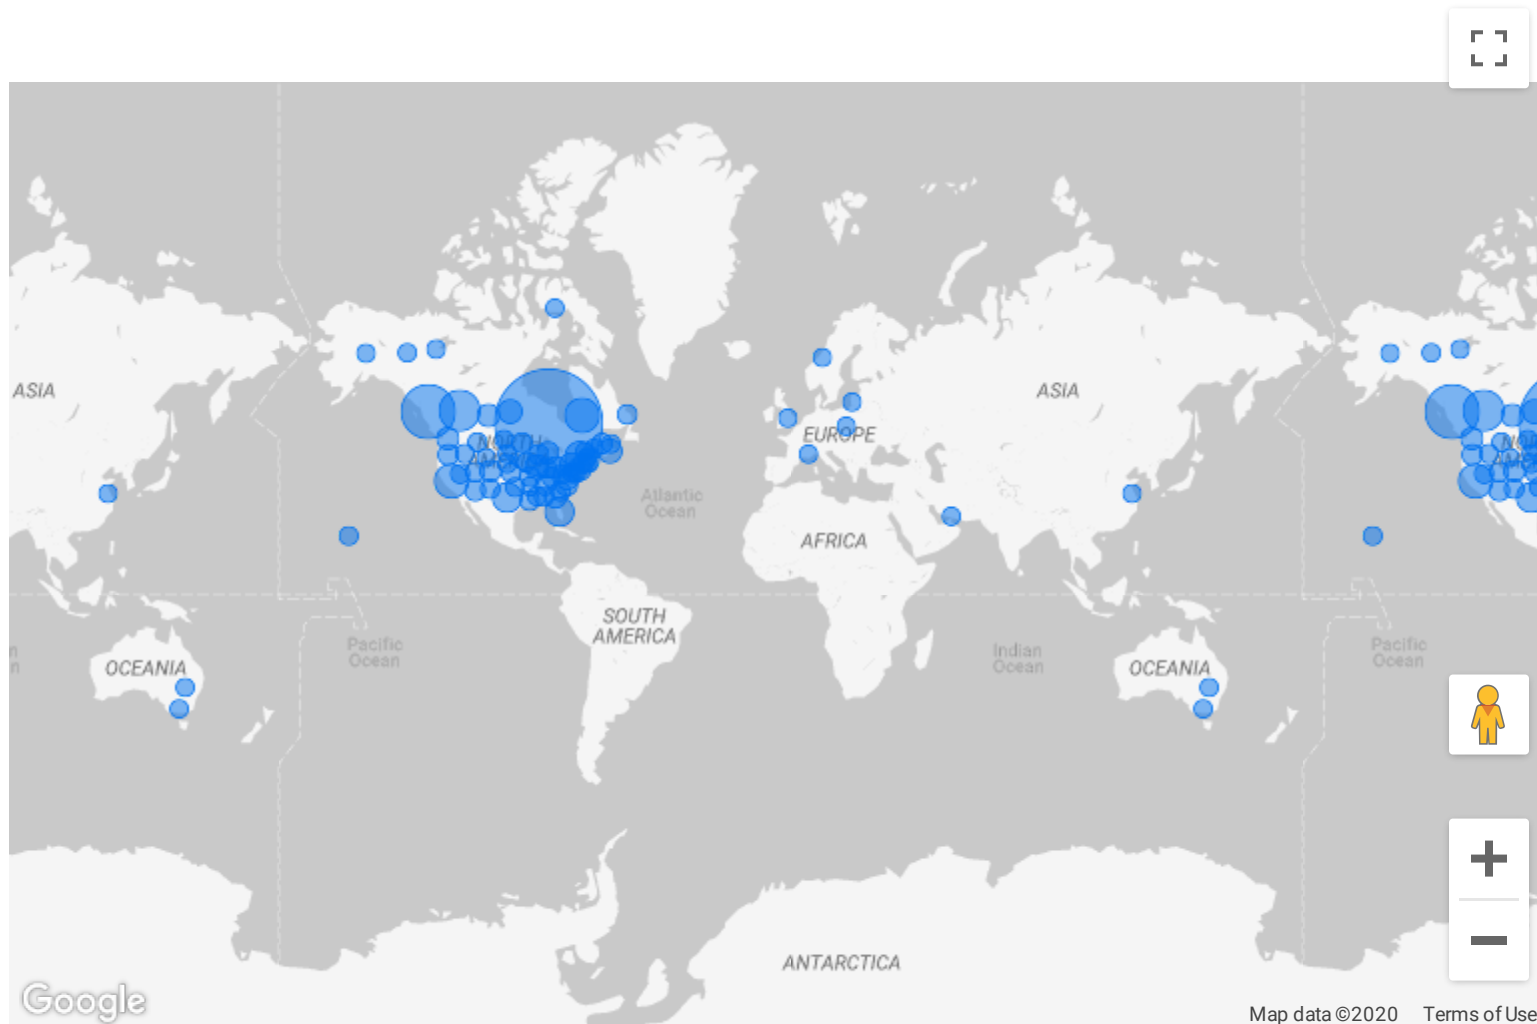 ASIA
NORTH
Atlantic
Ocean
EUROPE
ASIA
AFRICA
SOUTH
AMERICA
Pacific
Ocean
Indian
Ocean
Pacific
Ocean
OCEANIA
OCEANIA
ANTARCTICA
Google
Map data ©2020
Terms of Use